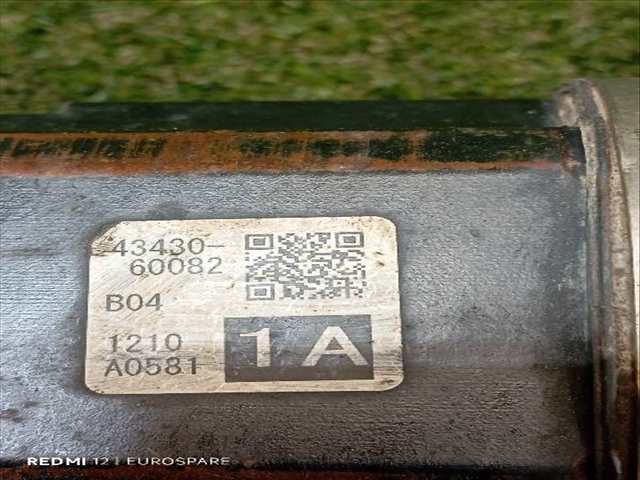 43430-
60082
B04
1210
A0581
1A
REDMI 12 | EUROSPARE